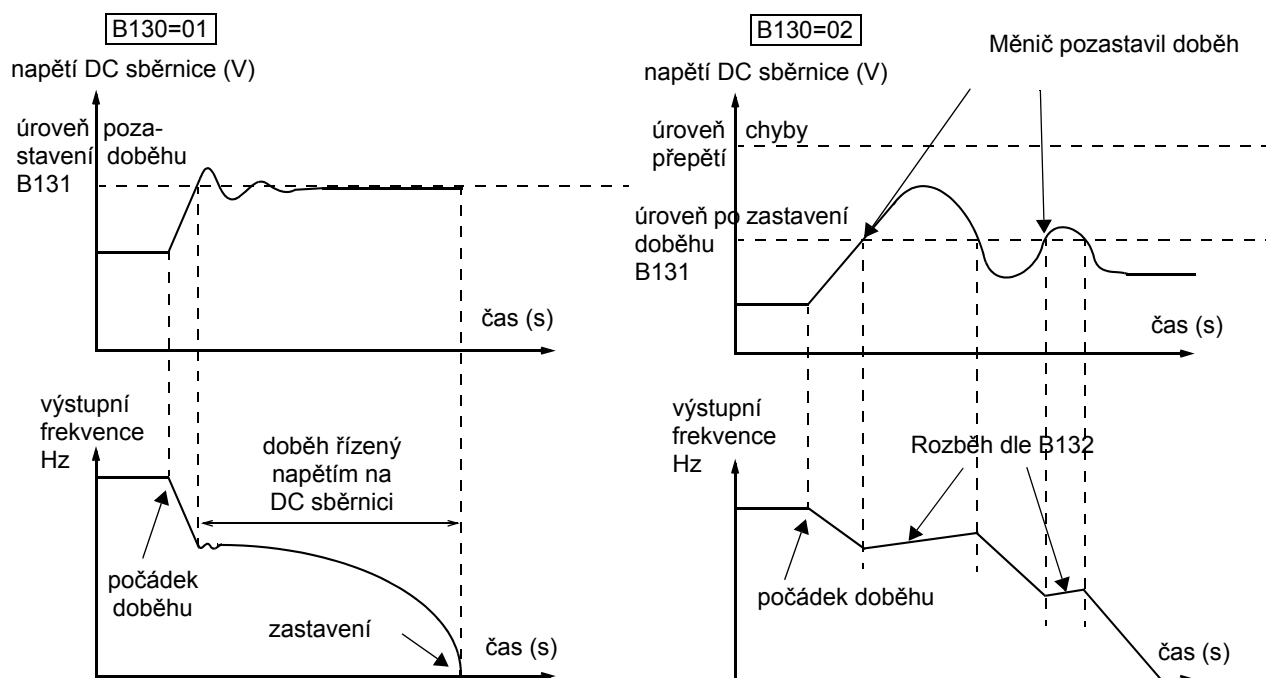 B130=01
napětí DC sběrnice (V)
úroveň poza-
stavení doběhu
B131
čas (s)
výstupní
frekvence
Hz
doběh řízený
napětím na
DC sběrnici
počádek
doběhu
zastavení
čas (s)
B130=02
Měnič pozastavil doběh
napětí DC sběrnice (V)
úroveň chyby
přepětí
úroveň po zastavení
doběhu
B131
čas (s)
výstupní
frekvence
Hz
Rozběh dle B132
počádek doběhu
čas (s)